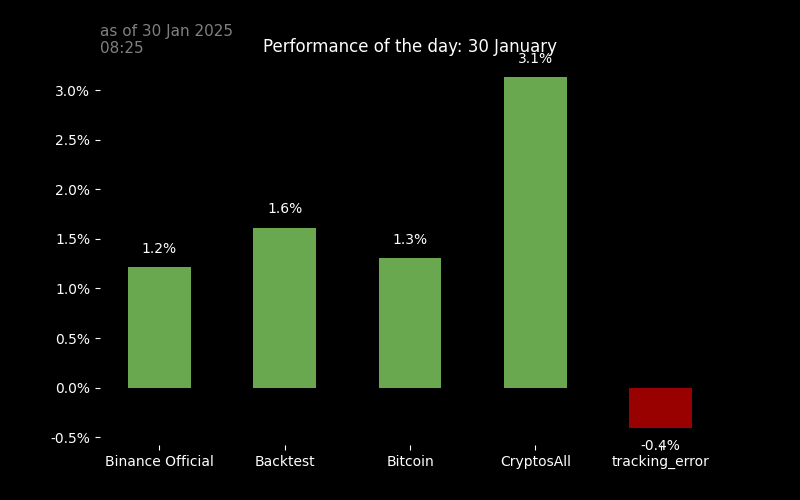 as of 30 Jan 2025
08:25
Performance of the day: 30 January
3.1%
3.0%
2.5%
2.0%
1.6%
1.5%
1.3%
1.2%
1.0%
0.5%
0.0%
-0.5%
-0.4%
Binance Official
Backtest
Bitcoin
CryptosAll
tracking_error